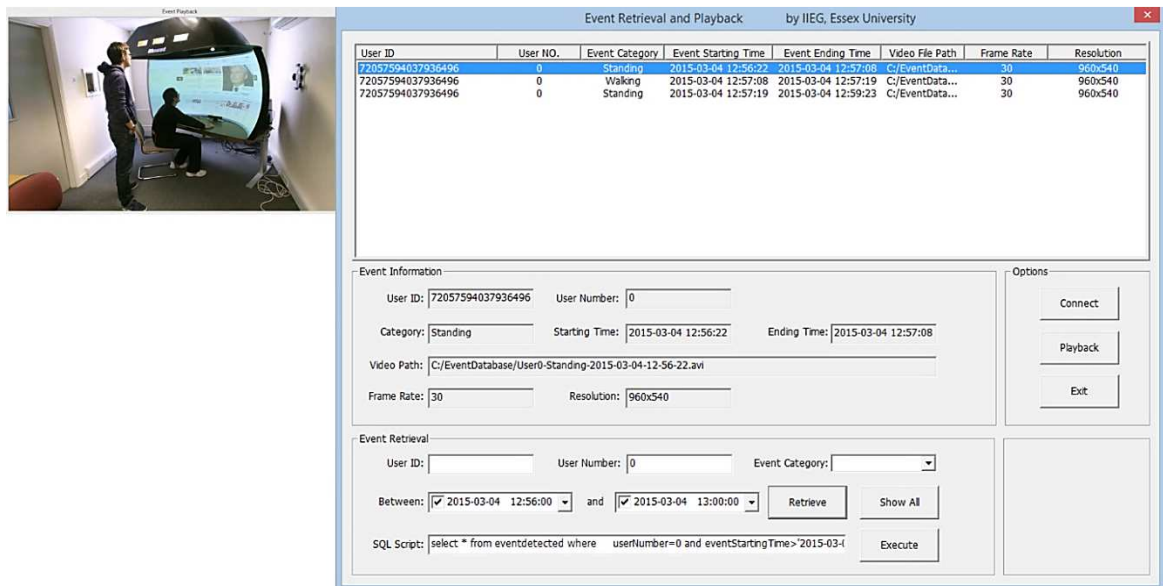 Event Playback
Event Retrieval and Playback by IIEG, Essex University
User ID User NO. Event Category Event Starting Time Event Ending Time Video File Path Frame Rate Resolution
72057594037936496 0 Standing 2015-03-04 12:56:22 2015-03-04 12:57:08 C:/EventData... 30 960x540
72057594037936496 0 Walking 2015-03-04 12:57:08 2015-03-04 12:57:19 C:/EventData... 30 960x540
72057594037936496 0 Standing 2015-03-04 12:57:19 2015-03-04 12:59:23 C:/EventData... 30 960x540
Event Information
User ID: 72057594037936496 User Number: 0
Category: Standing Starting Time: 2015-03-04 12:56:22 Ending Time: 2015-03-04 12:57:08
Video Path: C:/EventDatabase/User0-Standing-2015-03-04-12-56-22.avi
Frame Rate: 30 Resolution: 960x540
Options
Connect
Playback
Exit
Event Retrieval
User ID: User Number: 0 Event Category:
Between: 2015-03-04 12:56:00 and 2015-03-04 13:00:00 Retrieve Show All
SQL Script: select * from eventdetected where userNumber=0 and eventStartingTime>'2015-03-0 Execute